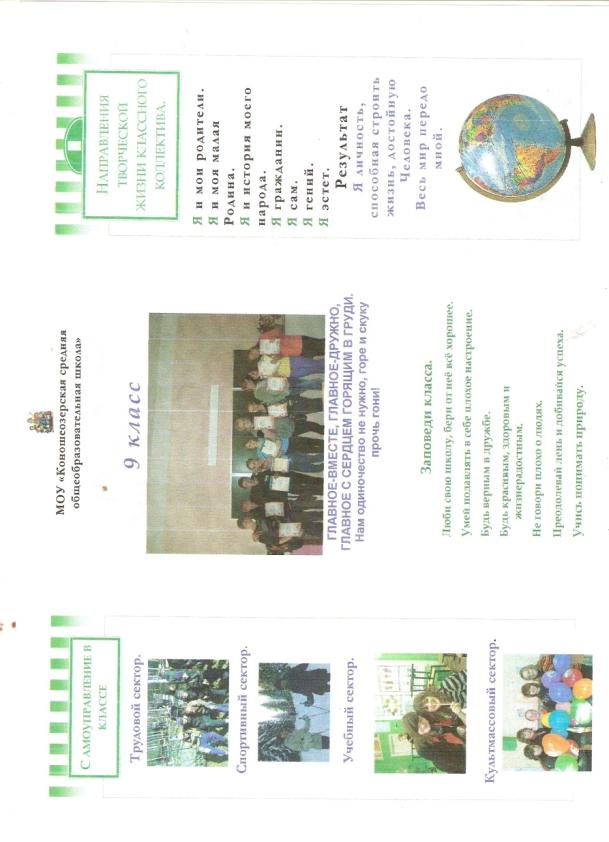 САМОУПРАВЛЕНИЕ В
КЛАССЕ
Трудовой сектор.
Спортивный сектор.
Учебный сектор.
Культмассовый сектор.
МОУ «Коношеозерская средняя
общеобразовательная школа»
9 класс
ГЛАВНОЕ-ВМЕСТЕ, ГЛАВНОЕ-ДРУЖНО,
ГЛАВНОЕ С СЕРДЦЕМ ГОРЯЩИМ В ГРУДИ.
Нам одиночество не нужно, горе и скуку
прочь гони!
Заповеди класса.
Люби свою школу, бери от неё всё хорошее.
Умей подавлять в себе плохое настроение.
Будь верным в дружбе.
Будь красивым, здоровым и
жизнерадостным.
Не говори плохо о людях.
Преодолевай лень и добивайся успеха.
Учись понимать природу.
НАПРАВЛЕНИЯ
ТВОРЧЕСКОЙ
ЖИЗНИ КЛАССНОГО
КОЛЛЕКТИВА.
Я и мои родители.
Я и моя малая
Родина.
Я и история моего
народа.
Я гражданин.
Я сам.
Я гений.
Я эстет.
Результат
Я личность,
способная строить
жизнь, достойную
Человека.
Весь мир передо
мной.